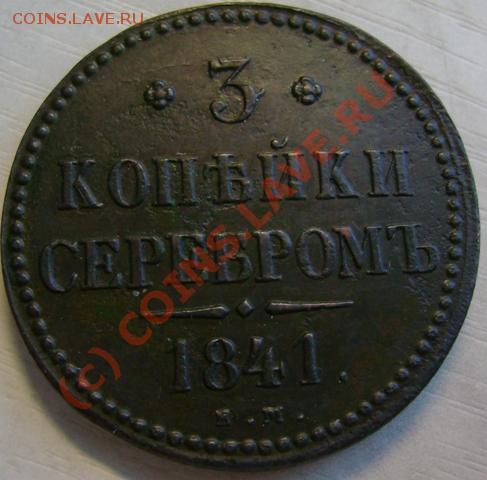 COINS.LAVE.RU
3
КОПѢЙКИ
СЕРЕБРОМЪ
1841.
Е.М.
(c) COINS.LAVE.RU